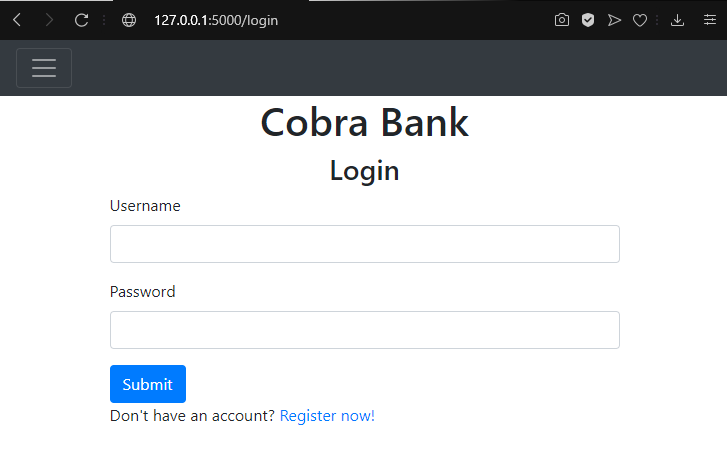 127.0.0.1:5000/login
Cobra Bank
Login
Username
Password
Submit
Don't have an account? Register now!